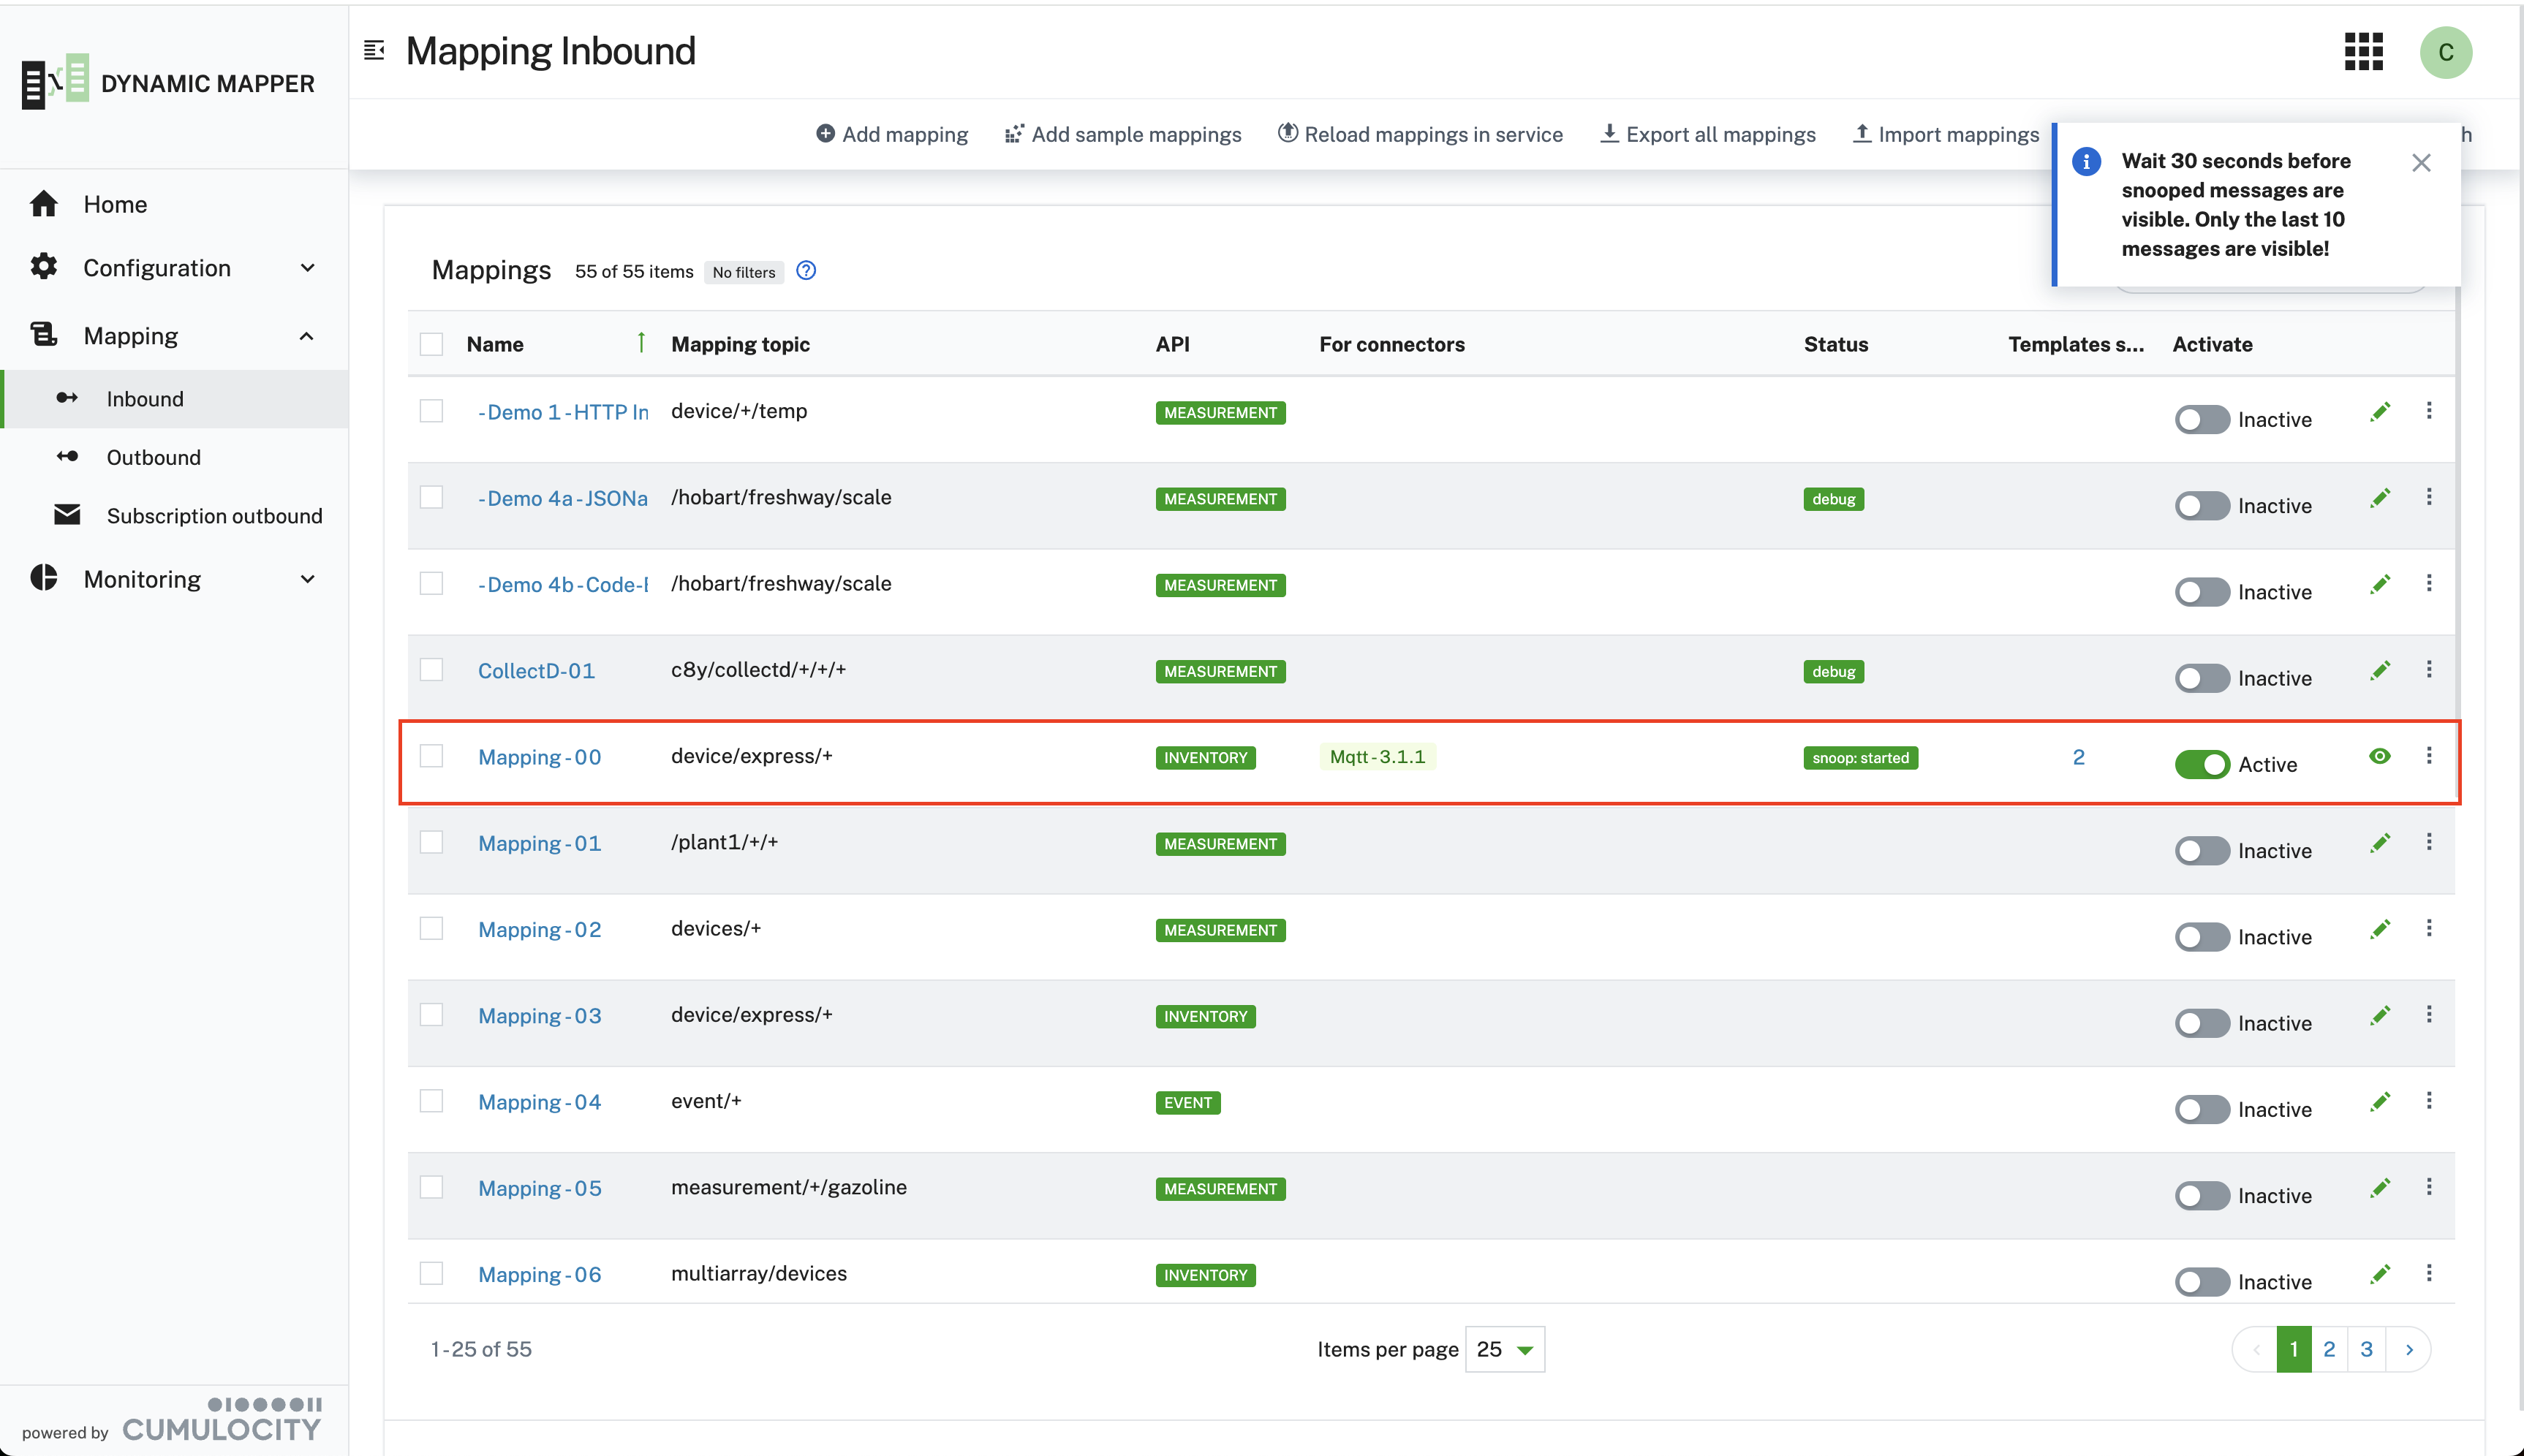 DYNAMIC MAPPER
Home
Configuration
Mapping
Inbound
Outbound
Subscription outbound
Monitoring
powered by CUMULOCITY
Mapping Inbound
C
Add mapping Add sample mappings Reload mappings in service Export all mappings Import mappings h
Wait 30 seconds before
snooped messages are
visible. Only the last 10
messages are visible!
Mappings 55 of 55 items No filters
Name Mapping topic API For connectors Status Templates s... Activate
- Demo 1 - HTTP In device/+/temp MEASUREMENT Inactive
- Demo 4a - JSONa /hobart/freshway/scale MEASUREMENT debug Inactive
- Demo 4b - Code- /hobart/freshway/scale MEASUREMENT Inactive
CollectD-01 c8y/collectd/+/+/+ MEASUREMENT debug Inactive
Mapping - 00 device/express/+ INVENTORY Mqtt - 3.1.1 snoop: started 2 Active
Mapping - 01 /plant1/+/+ MEASUREMENT Inactive
Mapping - 02 devices/+ MEASUREMENT Inactive
Mapping - 03 device/express/+ INVENTORY Inactive
Mapping - 04 event/+ EVENT Inactive
Mapping - 05 measurement/+/gazoline MEASUREMENT Inactive
Mapping - 06 multiarray/devices INVENTORY Inactive
1 - 25 of 55 Items per page 25 1 2 3